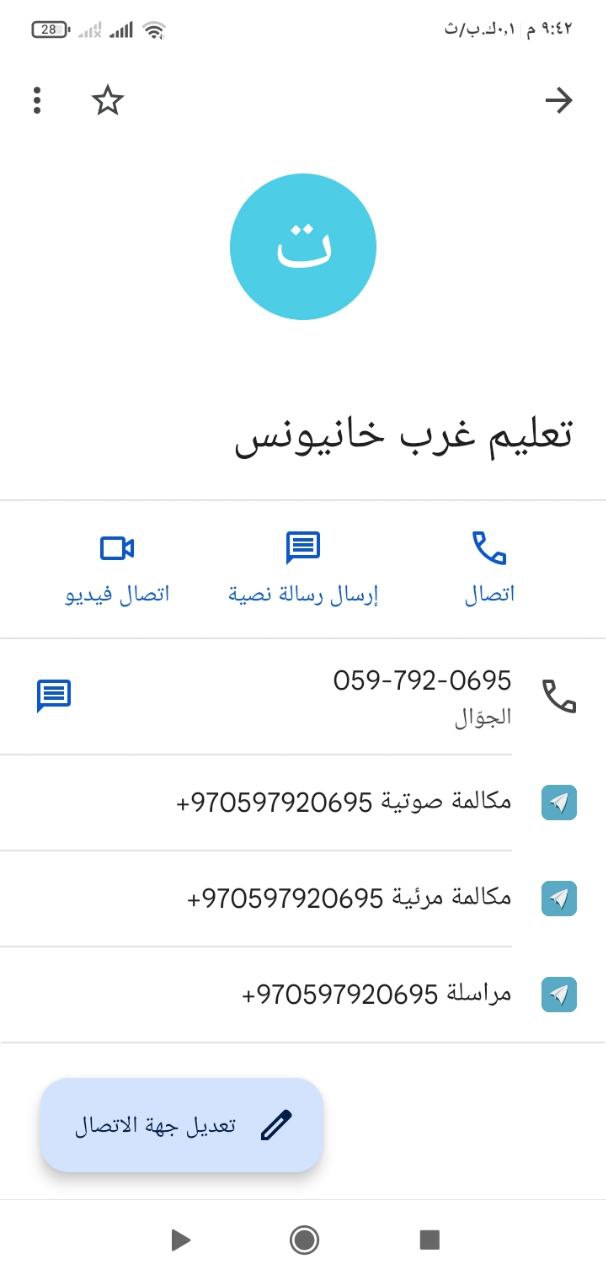 ٩:٤٢ م ٠,١ك.ب/ث
28
ت
تعليم غرب خانيونس
اتصال
إرسال رسالة نصية
اتصال فيديو
059-792-0695
الجوّال
مكالمة صوتية 970597920695+
مكالمة مرئية 970597920695+
مراسلة 970597920695+
تعديل جهة الاتصال